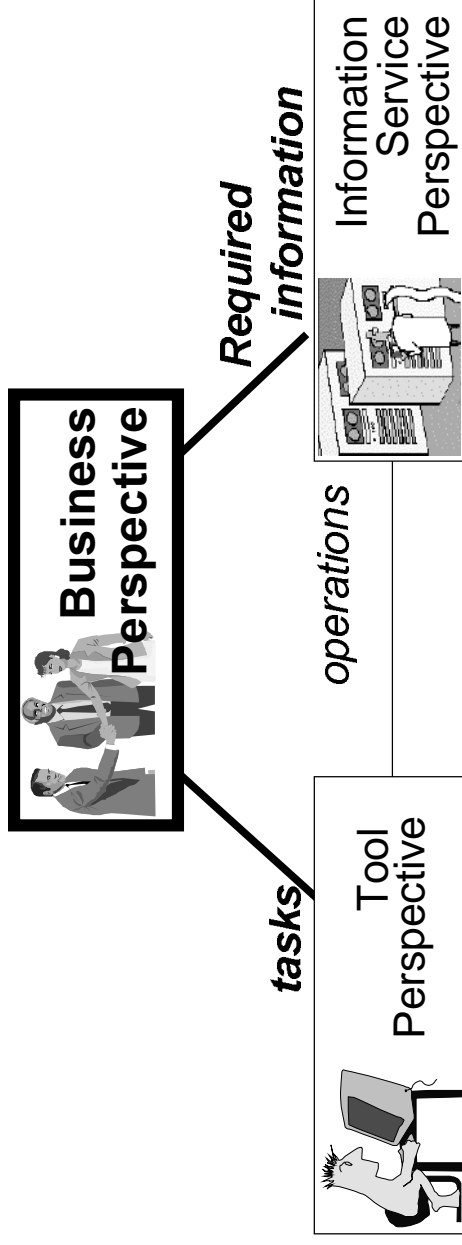 Business
Perspective
tasks
Required
information
operations
Tool
Perspective
Information
Service
Perspective